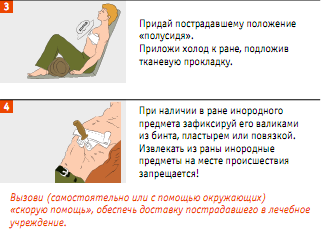 3
Придай пострадавшему положение
«полусидя».
Приложи холод к ране, подложив
тканевую прокладку.
4
При наличии в ране инородного
предмета зафиксируй его валиками
из бинта, пластырем или повязкой.
Извлекать из раны инородные
предметы на месте происшествия
запрещается!
Вызови (самостоятельно или с помощью окружающих)
«скорую помощь», обеспечь доставку пострадавшего в лечебное
учреждение.